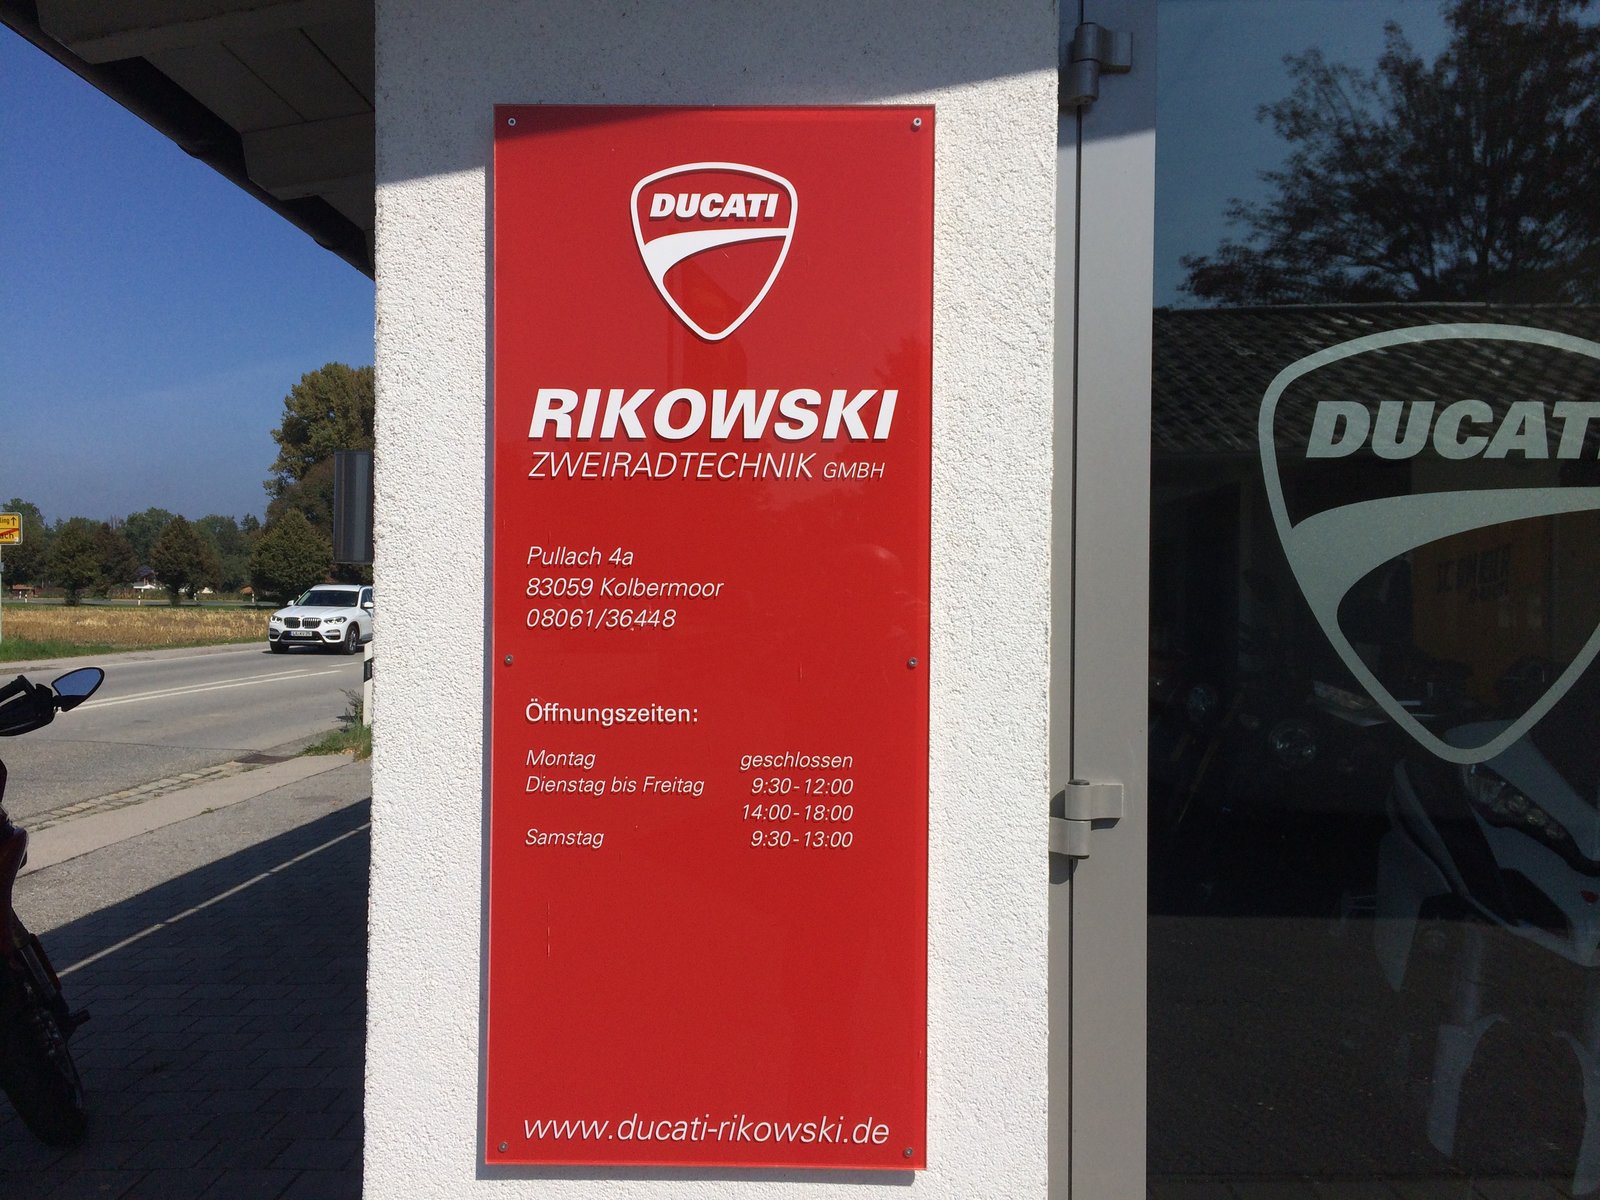 DUCATI
RIKOWSKI
ZWEIRADTECHNIK GMBH
Pullach 4a
83059 Kolbermoor
08061/36448
Öffnungszeiten:
Montag geschlossen
Dienstag bis Freitag 9:30-12:00
14:00-18:00
Samstag 9:30-13:00
www.ducati-rikowski.de
DUCATI